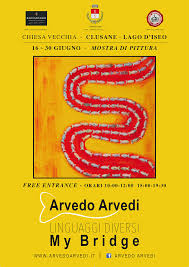 CHIESA VECCHIA - CLUSANE - LAGO D'ISEO
16 - 30 GIUGNO - MOSTRA DI PITTURA
FREE ENTRANCE - ORARI 10:00-12:00 15:00-19:30
Arvedo Arvedi
LINGUAGGI DIVERSI
My Bridge
WWW.ARVEDOARVEDI.IT
ARVEDO ARVEDI